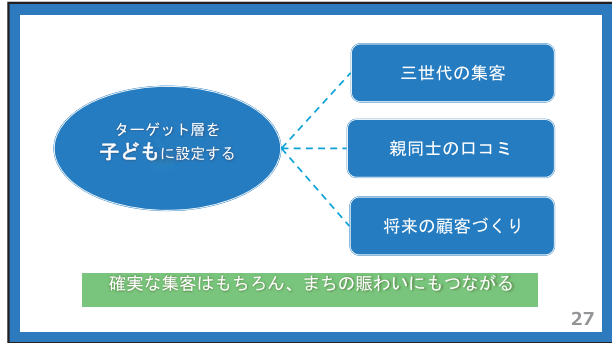 ターゲット層を
子どもに設定する
三世代の集客
親同士の口コミ
将来の顧客づくり
確実な集客はもちろん、まちの賑わいにもつながる
27